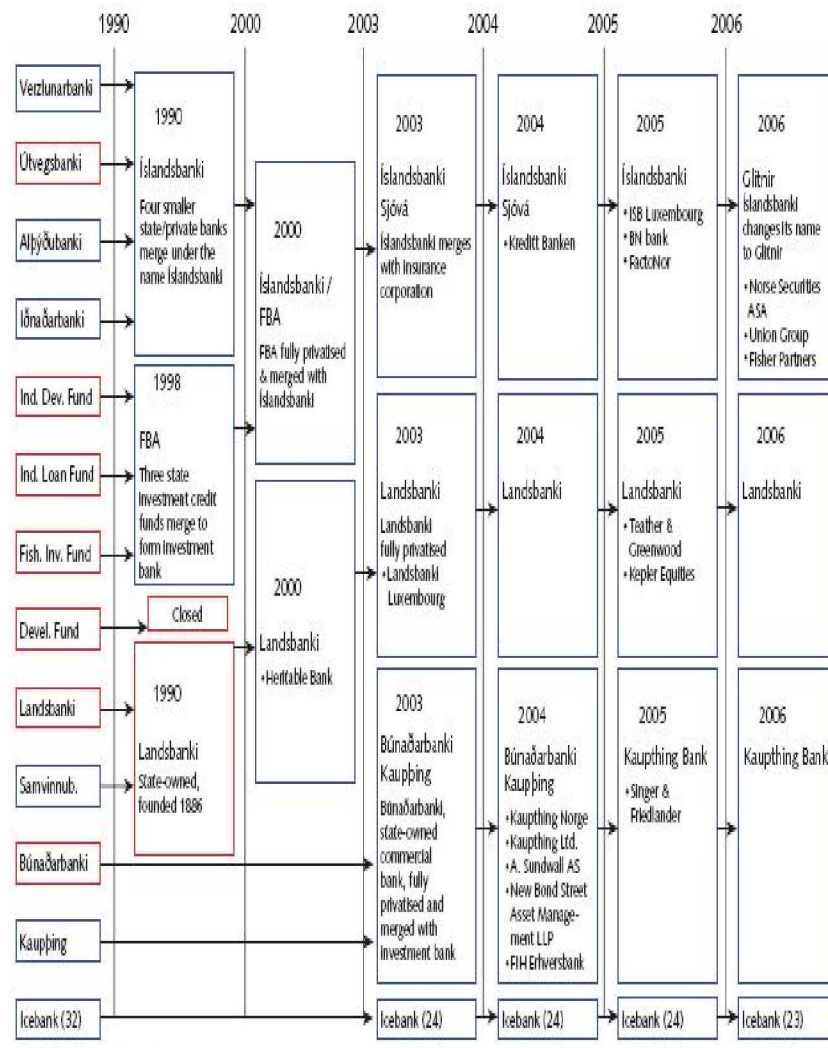 1990
2000
2003
2004
2005
2006
Verzlunarbanki
Útvegsbanki
Alþýðubanki
Iðnaðarbanki
Ind. Dev. Fund
Ind. Loan Fund
Fish. Inv. Fund
Devel. Fund
Landsbanki
Samvinnub.
Búnaðarbanki
Kaupþing
Icebank (32)
1990
Íslandsbanki
Four smaller
state/private banks
merge under the
name Íslandsbanki
1998
FBA
Three state
investment credit
funds merge to
form investment
bank
Closed
1990
Landsbanki
State-owned,
founded 1886
2000
Íslandsbanki /
FBA
FBA fully privatised
& merged with
Íslandsbanki
2000
Landsbanki
•Heritable Bank
2003
Íslandsbanki
Sjóvá
Íslandsbanki merges
with insurance
corporation
2003
Landsbanki
Landsbanki
fully privatised
•Landsbanki
Luxembourg
2003
Búnaðarbanki
Kaupþing
Búnaðarbanki,
state-owned
commercial
bank, fully
privatised and
merged with
investment bank
Icebank (24)
2004
Íslandsbanki
Sjóvá
•Kreditt Banken
2004
Landsbanki
2004
Búnaðarbanki
Kaupþing
•Kaupthing Norge
•Kaupthing Ltd.
•A. Sundwall AS
•New Bond Street
Asset Manage-
ment LLP
•FIH Erhversbank
Icebank (24)
2005
Íslandsbanki
•ISB Luxembourg
•BN bank
•FactoNor
2005
Landsbanki
•Teather &
Greenwood
•Kepler Equities
2005
Kaupthing Bank
•Singer &
Friedlander
Icebank (24)
2006
Glitnir
Íslandsbanki
changes its name
to Glitnir
•Norse Securities
ASA
•Union Group
•Fisher Partners
2006
Landsbanki
2006
Kaupthing Bank
Icebank (23)